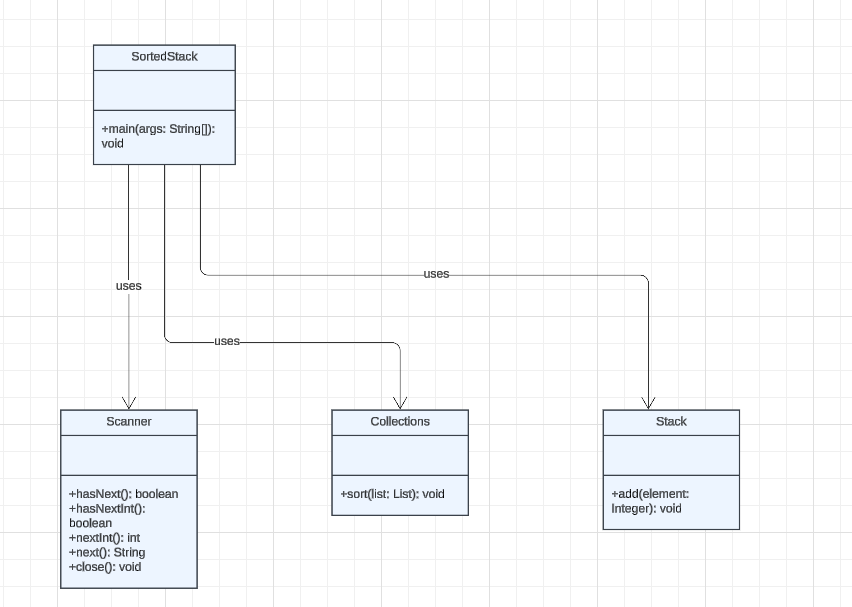 SortedStack
+main(args: String[]):
void
uses
uses
uses
Scanner
+hasNext(): boolean
+hasNextInt():
boolean
+nextInt(): int
+next(): String
+close(): void
Collections
+sort(list: List): void
Stack
+add(element:
Integer): void